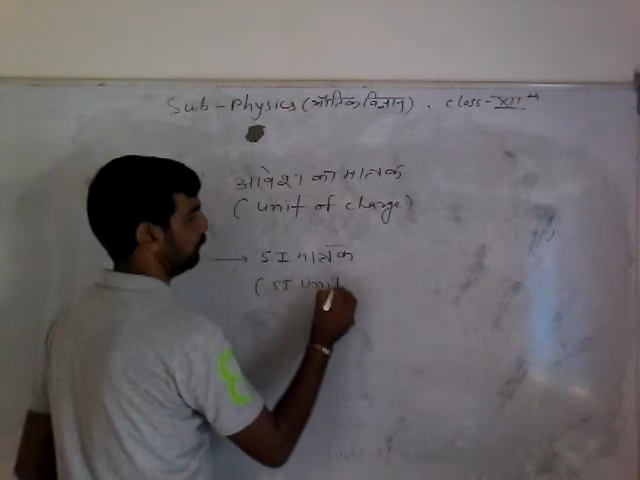 Sub-Physics (भौतिक विज्ञान). class-XIIth
आवेश का मात्रक
(Unit of charge)
→ SI मात्रक
(SI unit